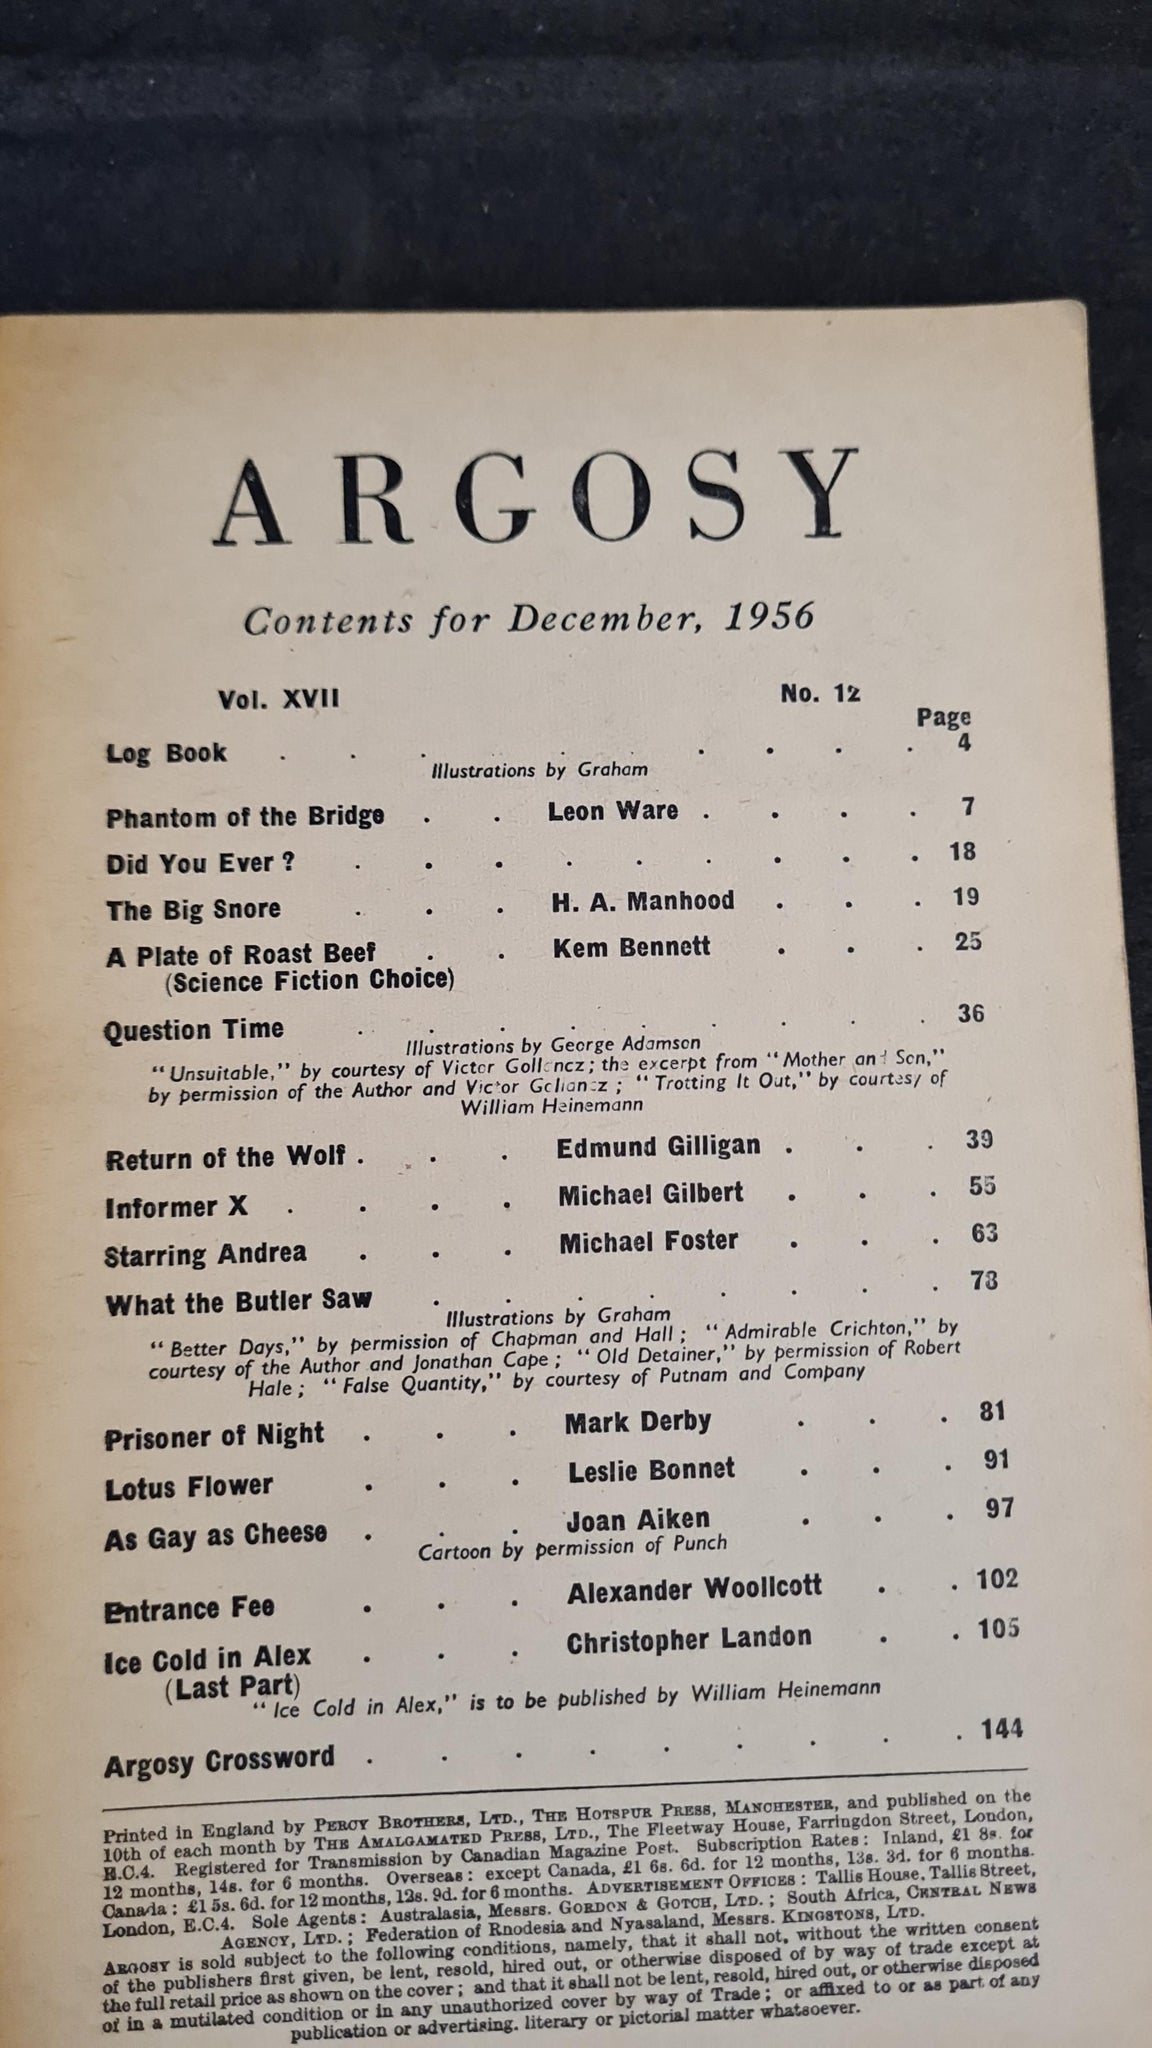 ARGOSY
Contents for December, 1956
Vol. XVII No. 12
Page
Log Book . . . . . . . . . . 4
Illustrations by Graham
Phantom of the Bridge . . Leon Ware . . . . 7
Did You Ever ? . . . . . . . . . 18
The Big Snore . . . H. A. Manhood . . . 19
A Plate of Roast Beef . . Kem Bennett . . . 25
(Science Fiction Choice)
Question Time . . . . . . . . . 36
Illustrations by George Adamson
"Unsuitable," by courtesy of Victor Gollancz ; the excerpt from "Mother and Son,"
by permission of the Author and Victor Gollancz ; "Trotting It Out," by courtesy of
William Heinemann
Return of the Wolf . . . Edmund Gilligan . . . 39
Informer X . . . . Michael Gilbert . . . 55
Starring Andrea . . . Michael Foster . . . 63
What the Butler Saw . . . . . . . . 78
Illustrations by Graham
"Better Days," by permission of Chapman and Hall ; "Admirable Crichton," by
courtesy of the Author and Jonathan Cape ; "Old Detainer," by permission of Robert
Hale ; "False Quantity," by courtesy of Putnam and Company
Prisoner of Night . . . Mark Derby . . . 81
Lotus Flower . . . Leslie Bonnet . . . 91
As Gay as Cheese . . . Joan Aiken . . . 97
Cartoon by permission of Punch
Entrance Fee . . . Alexander Woollcott . . 102
Ice Cold in Alex . . . Christopher Landon . . 105
(Last Part)
"Ice Cold in Alex," is to be published by William Heinemann
Argosy Crossword . . . . . . . . . 144
Printed in England by PERCY BROTHERS, LTD., THE HOTSPUR PRESS, MANCHESTER, and published on the
10th of each month by THE AMALGAMATED PRESS, LTD., The Fleetway House, Farringdon Street, London,
E.C.4. Registered for Transmission by Canadian Magazine Post. Subscription Rates : Inland, £1 8s. for
12 months, 14s. for 6 months. Overseas : except Canada, £1 6s. 6d. for 12 months, 13s. 3d. for 6 months.
Canada : £1 5s. 6d. for 12 months, 12s. 9d. for 6 months. ADVERTISEMENT OFFICES : Tallis House, Tallis Street,
London, E.C.4. Sole Agents : Australasia, Messrs. GORDON & GOTCH, LTD. ; South Africa, CENTRAL NEWS
AGENCY, LTD. ; Federation of Rhodesia and Nyasaland, Messrs. KINGSTONS, LTD.
ARGOSY is sold subject to the following conditions, namely, that it shall not, without the written consent
of the publishers first given, be lent, resold, hired out, or otherwise disposed of by way of trade except at
the full retail price as shown on the cover ; and that it shall not be lent, resold, hired out, or otherwise disposed
of in a mutilated condition or in any unauthorized cover by way of Trade ; or affixed to or as part of any
publication or advertising. literary or pictorial matter whatsoever.